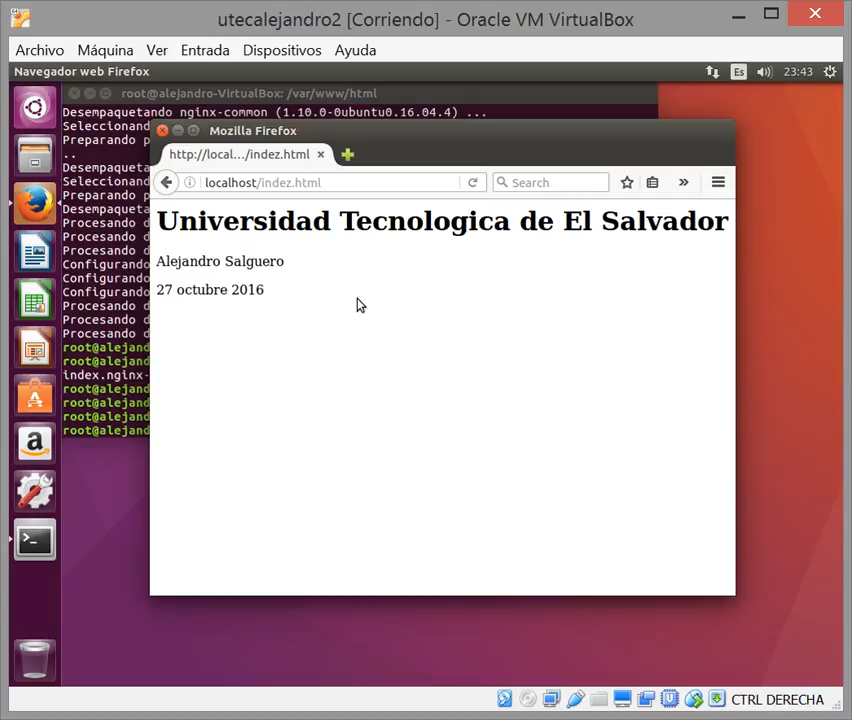 utecalejandro2 [Corriendo] - Oracle VM VirtualBox
Archivo Máquina Ver Entrada Dispositivos Ayuda
Navegador web Firefox Es 23:43
root@alejandro-VirtualBox: /var/www/html
Desempaquetando nginx-common (1.10.0-0ubuntu0.16.04.4) ...
Seleccionand
Preparando p
..
Desempaqueta
Seleccionand
Preparando p
Desempaqueta
Procesando d
Procesando d
Procesando d
Configurando
Configurando
Configurando
Procesando d
Procesando d
Procesando d
root@alejand
root@alejand
index.nginx-
root@alejand
root@alejand
root@alejand
root@alejand
Mozilla Firefox
http://local.../indez.html
localhost/indez.html
Search
Universidad Tecnologica de El Salvador
Alejandro Salguero
27 octubre 2016
CTRL DERECHA